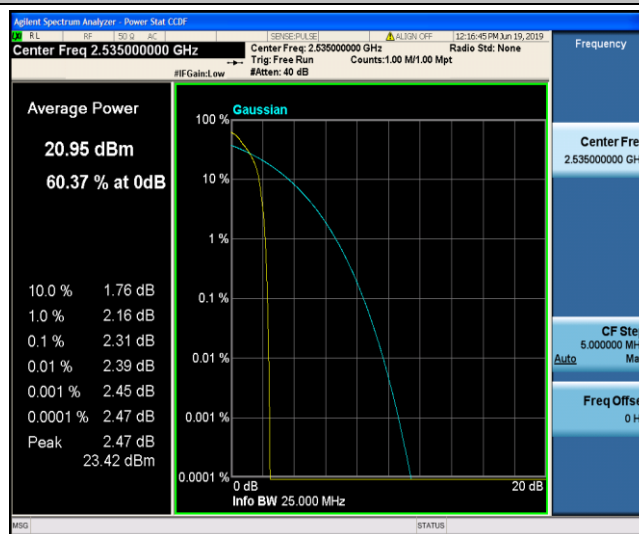 Agilent Spectrum Analyzer - Power Stat CCDF
RL RF 50 Ω AC SENSE:PULSE ALIGN OFF 12:16:45 PM Jun 19, 2019
Center Freq 2.535000000 GHz
Center Freq: 2.535000000 GHz Radio Std: None
Trig: Free Run Counts:1.00 M/1.00 Mpt
#IFGain:Low #Atten: 40 dB
Frequency
Average Power
20.95 dBm
60.37 % at 0dB
10.0 % 1.76 dB
1.0 % 2.16 dB
0.1 % 2.31 dB
0.01 % 2.39 dB
0.001 % 2.45 dB
0.0001 % 2.47 dB
Peak 2.47 dB
23.42 dBm
Gaussian
100 %
10 %
1 %
0.1 %
0.01 %
0.001 %
0.0001 %
0 dB 20 dB
Info BW 25.000 MHz
Center Fre
2.535000000 GH
CF Ste
5.000000 MH
Auto Ma
Freq Offse
0 H
MSG STATUS